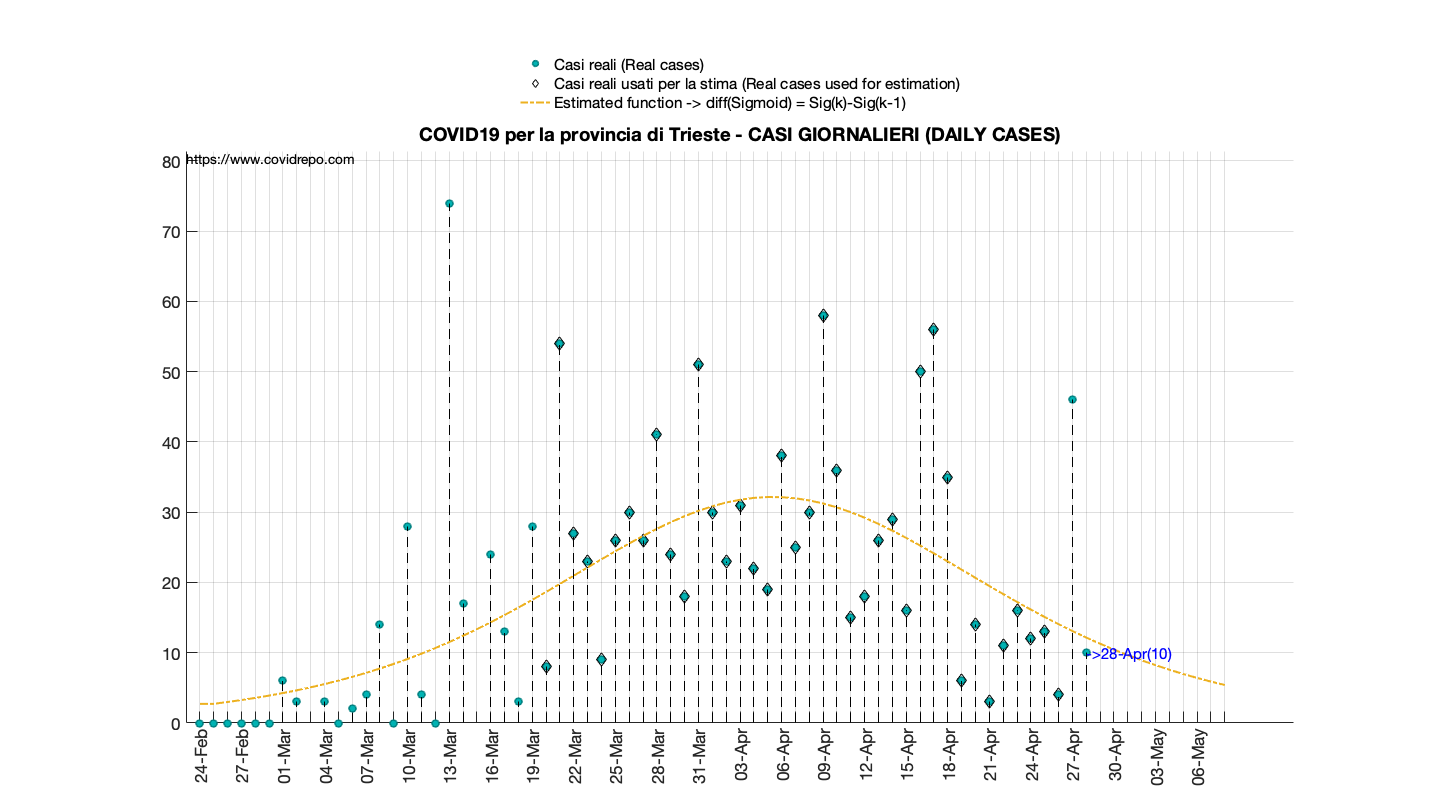 Casi reali (Real cases)
Casi reali usati per la stima (Real cases used for estimation)
Estimated function -> diff(Sigmoid) = Sig(k)-Sig(k-1)
COVID19 per la provincia di Trieste - CASI GIORNALIERI (DAILY CASES)
https://www.covidrepo.com
80
70
60
50
40
30
20
10
0
->28-Apr(10)
24-Feb
27-Feb
01-Mar
04-Mar
07-Mar
10-Mar
13-Mar
16-Mar
19-Mar
22-Mar
25-Mar
28-Mar
31-Mar
03-Apr
06-Apr
09-Apr
12-Apr
15-Apr
18-Apr
21-Apr
24-Apr
27-Apr
30-Apr
03-May
06-May